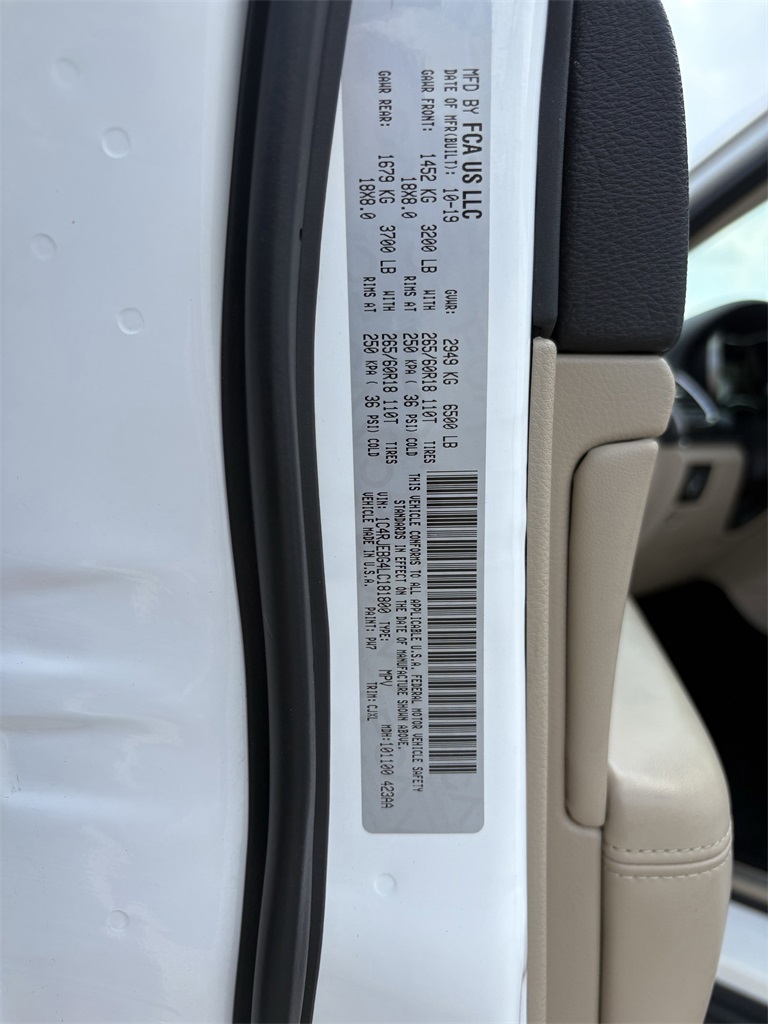 MFD BY FCA US LLC
DATE OF MFR(BUILT): 10-19 GVWR: 2949 KG 6500 LB
GAWR FRONT: 1452 KG 3200 LB WITH 265/60R18 110T TIRES
18X8.0 RIMS AT 250 KPA ( 36 PSI) COLD
GAWR REAR: 1679 KG 3700 LB WITH 265/60R18 110T TIRES
18X8.0 RIMS AT 250 KPA ( 36 PSI) COLD
THIS VEHICLE CONFORMS TO ALL APPLICABLE U.S.A. FEDERAL MOTOR VEHICLE SAFETY
STANDARDS IN EFFECT ON THE DATE OF MANUFACTURE SHOWN ABOVE.
VIN: 1C4RJEBG4LC181800 TYPE: MPV MDH:101100 423AA
VEHICLE MADE IN U.S.A. PAINT: PW7 TRIM: CJXL